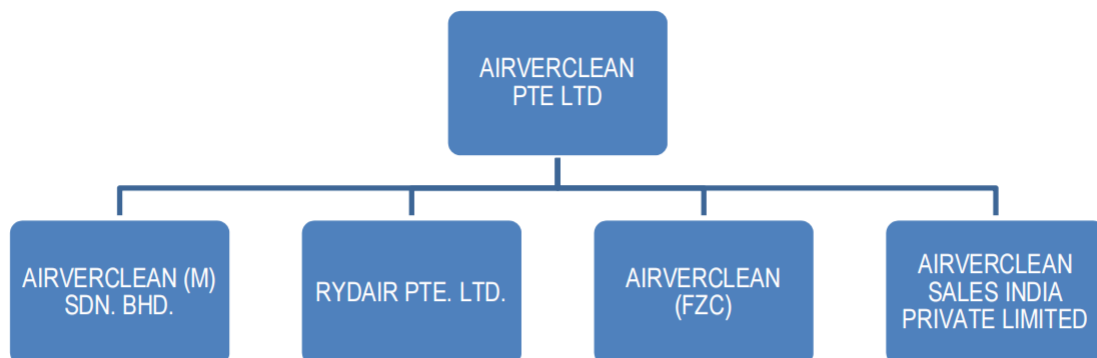 AIRVERCLEAN
PTE LTD
AIRVERCLEAN (M)
SDN. BHD.
RYDAIR PTE. LTD.
AIRVERCLEAN
(FZC)
AIRVERCLEAN
SALES INDIA
PRIVATE LIMITED